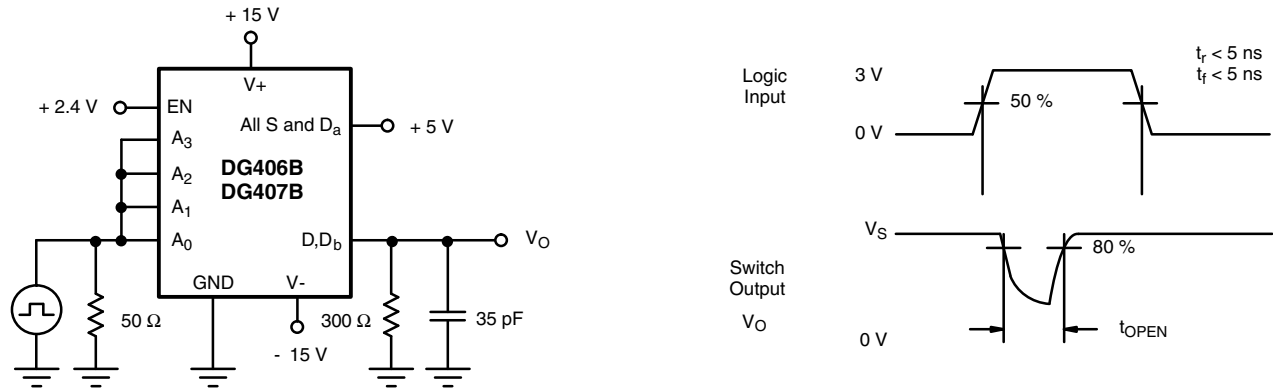 + 15 V
V+
+ 2.4 V
EN
All S and Da
+ 5 V
A3
A2
A1
A0
DG406B
DG407B
D,Db
VO
GND
V-
50 Ω
- 15 V
300 Ω
35 pF
Logic
Input
3 V
0 V
50 %
tr < 5 ns
tf < 5 ns
VS
80 %
Switch
Output
VO
0 V
tOPEN